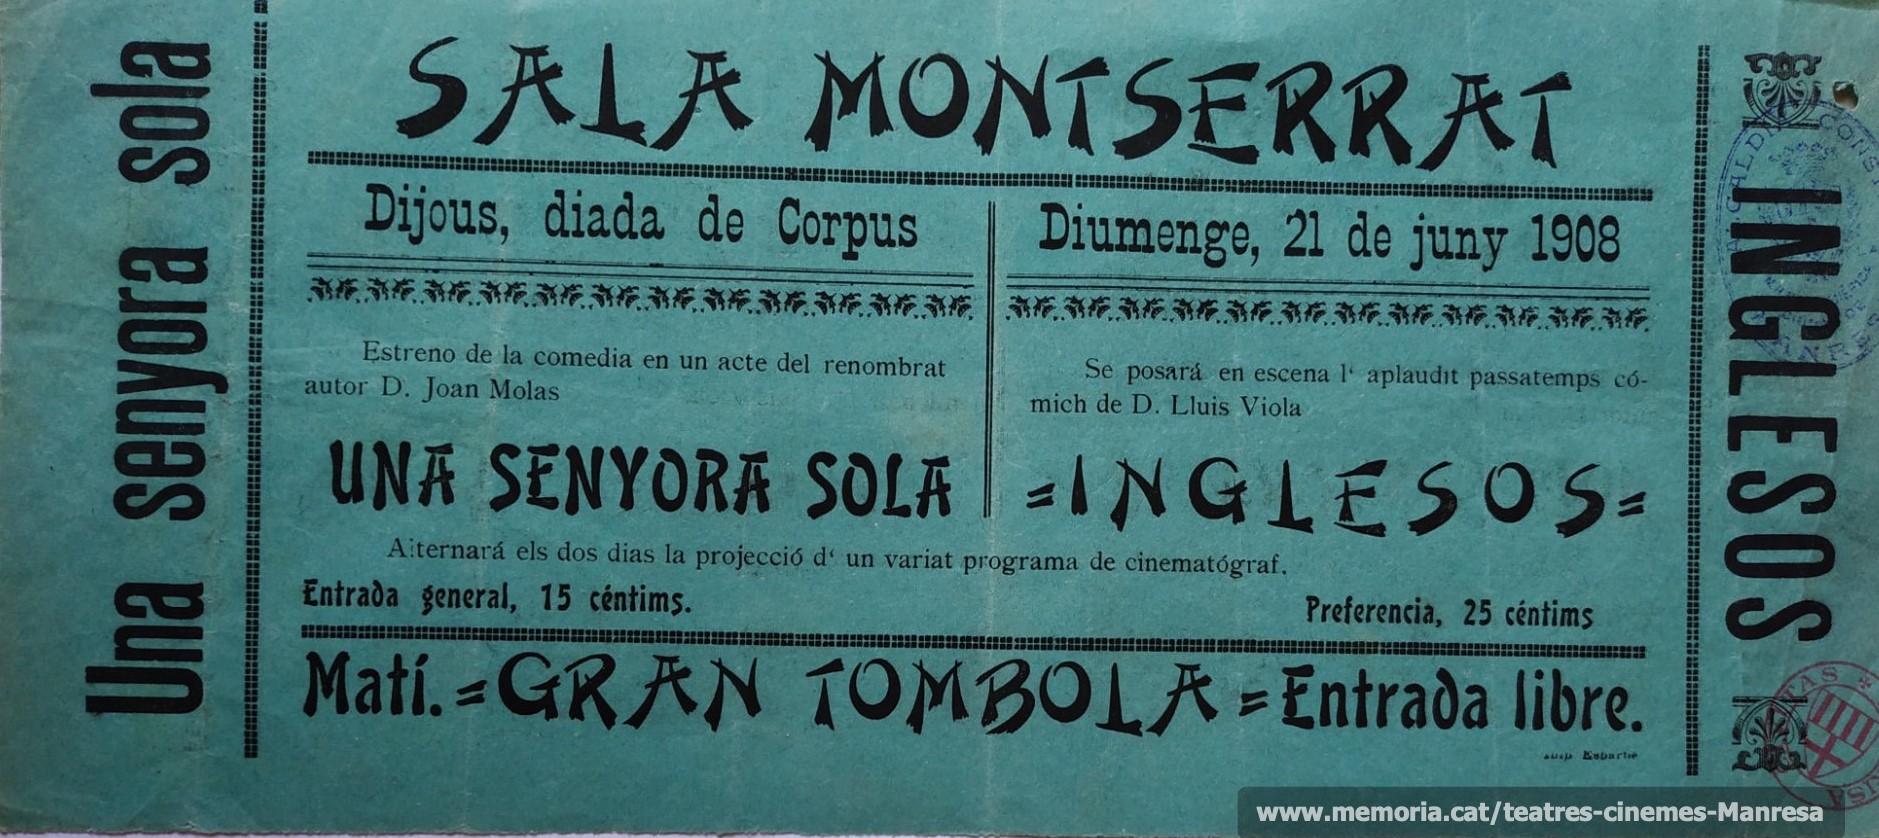 Una senyora sola
SALA MONTSERRAT
Dijous, diada de Corpus
Estreno de la comedia en un acte del renombrat
autor D. Joan Molas
UNA SENYORA SOLA
Diumenge, 21 de juny 1908
Se posará en escena l' aplaudit passatemps có-
mich de D. Lluis Viola
=INGLESOS=
Alternará els dos dias la projecció d' un variat programa de cinematógraf.
Entrada general, 15 céntims.
Preferencia, 25 céntims
Matí.=GRAN TOMBOLA=Entrada libre.
INGLESOS
www.memoria.cat/teatres-cinemes-Manresa